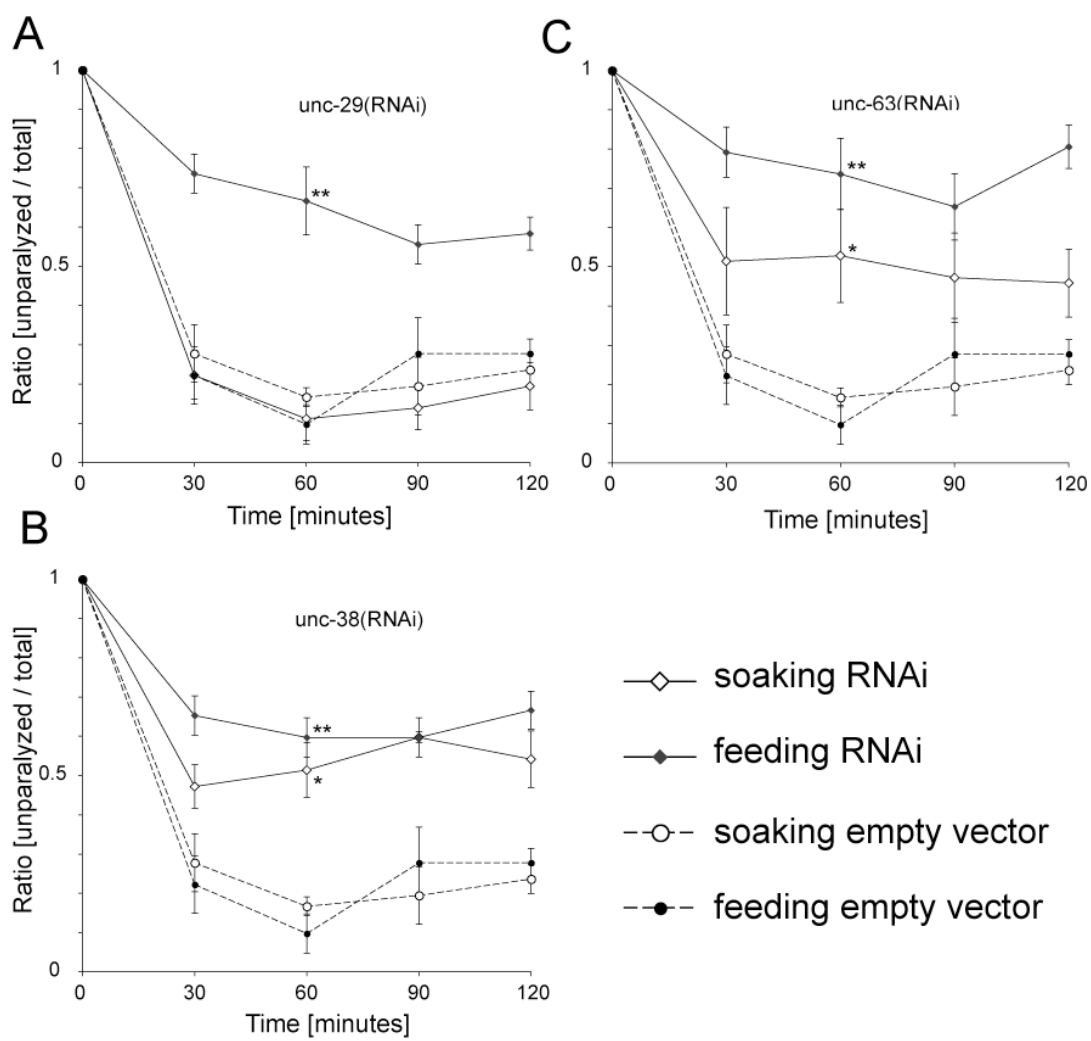 A
unc-29(RNAi)
1
0.5
0
**
0 30 60 90 120
Time [minutes]
Ratio [unparalyzed / total]
C
unc-63(RNAi)
1
0.5
0
**
*
0 30 60 90 120
Time [minutes]
B
unc-38(RNAi)
1
0.5
0
**
*
0 30 60 90 120
Time [minutes]
Ratio [unparalyzed / total]
soaking RNAi
feeding RNAi
soaking empty vector
feeding empty vector